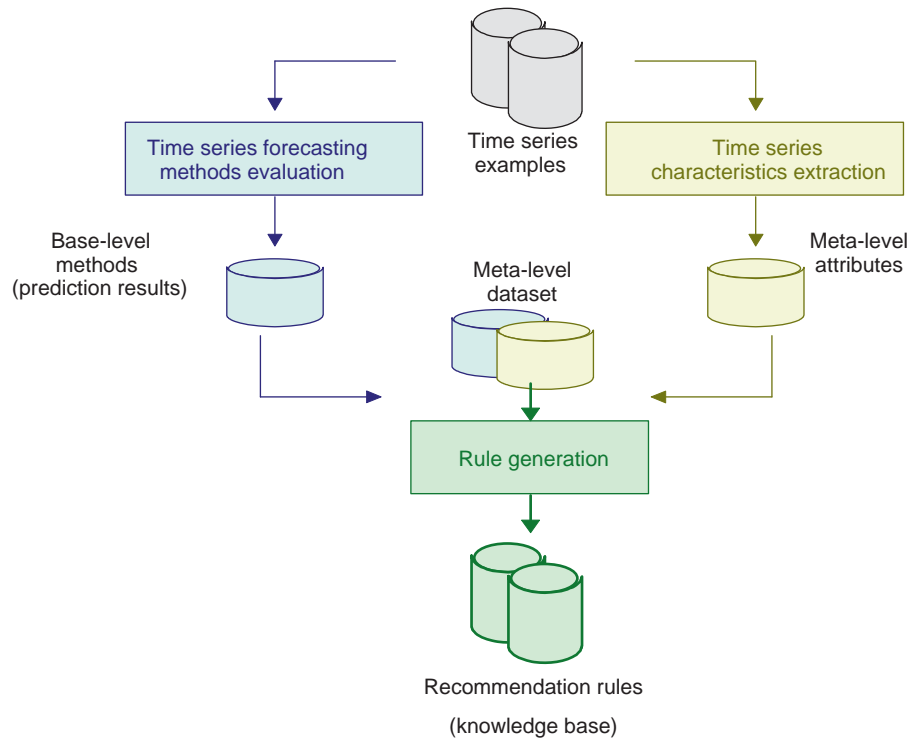 Time series
examples
Time series forecasting
methods evaluation
Time series
characteristics extraction
Base-level
methods
(prediction results)
Meta-level
attributes
Meta-level
dataset
Rule generation
Recommendation rules
(knowledge base)